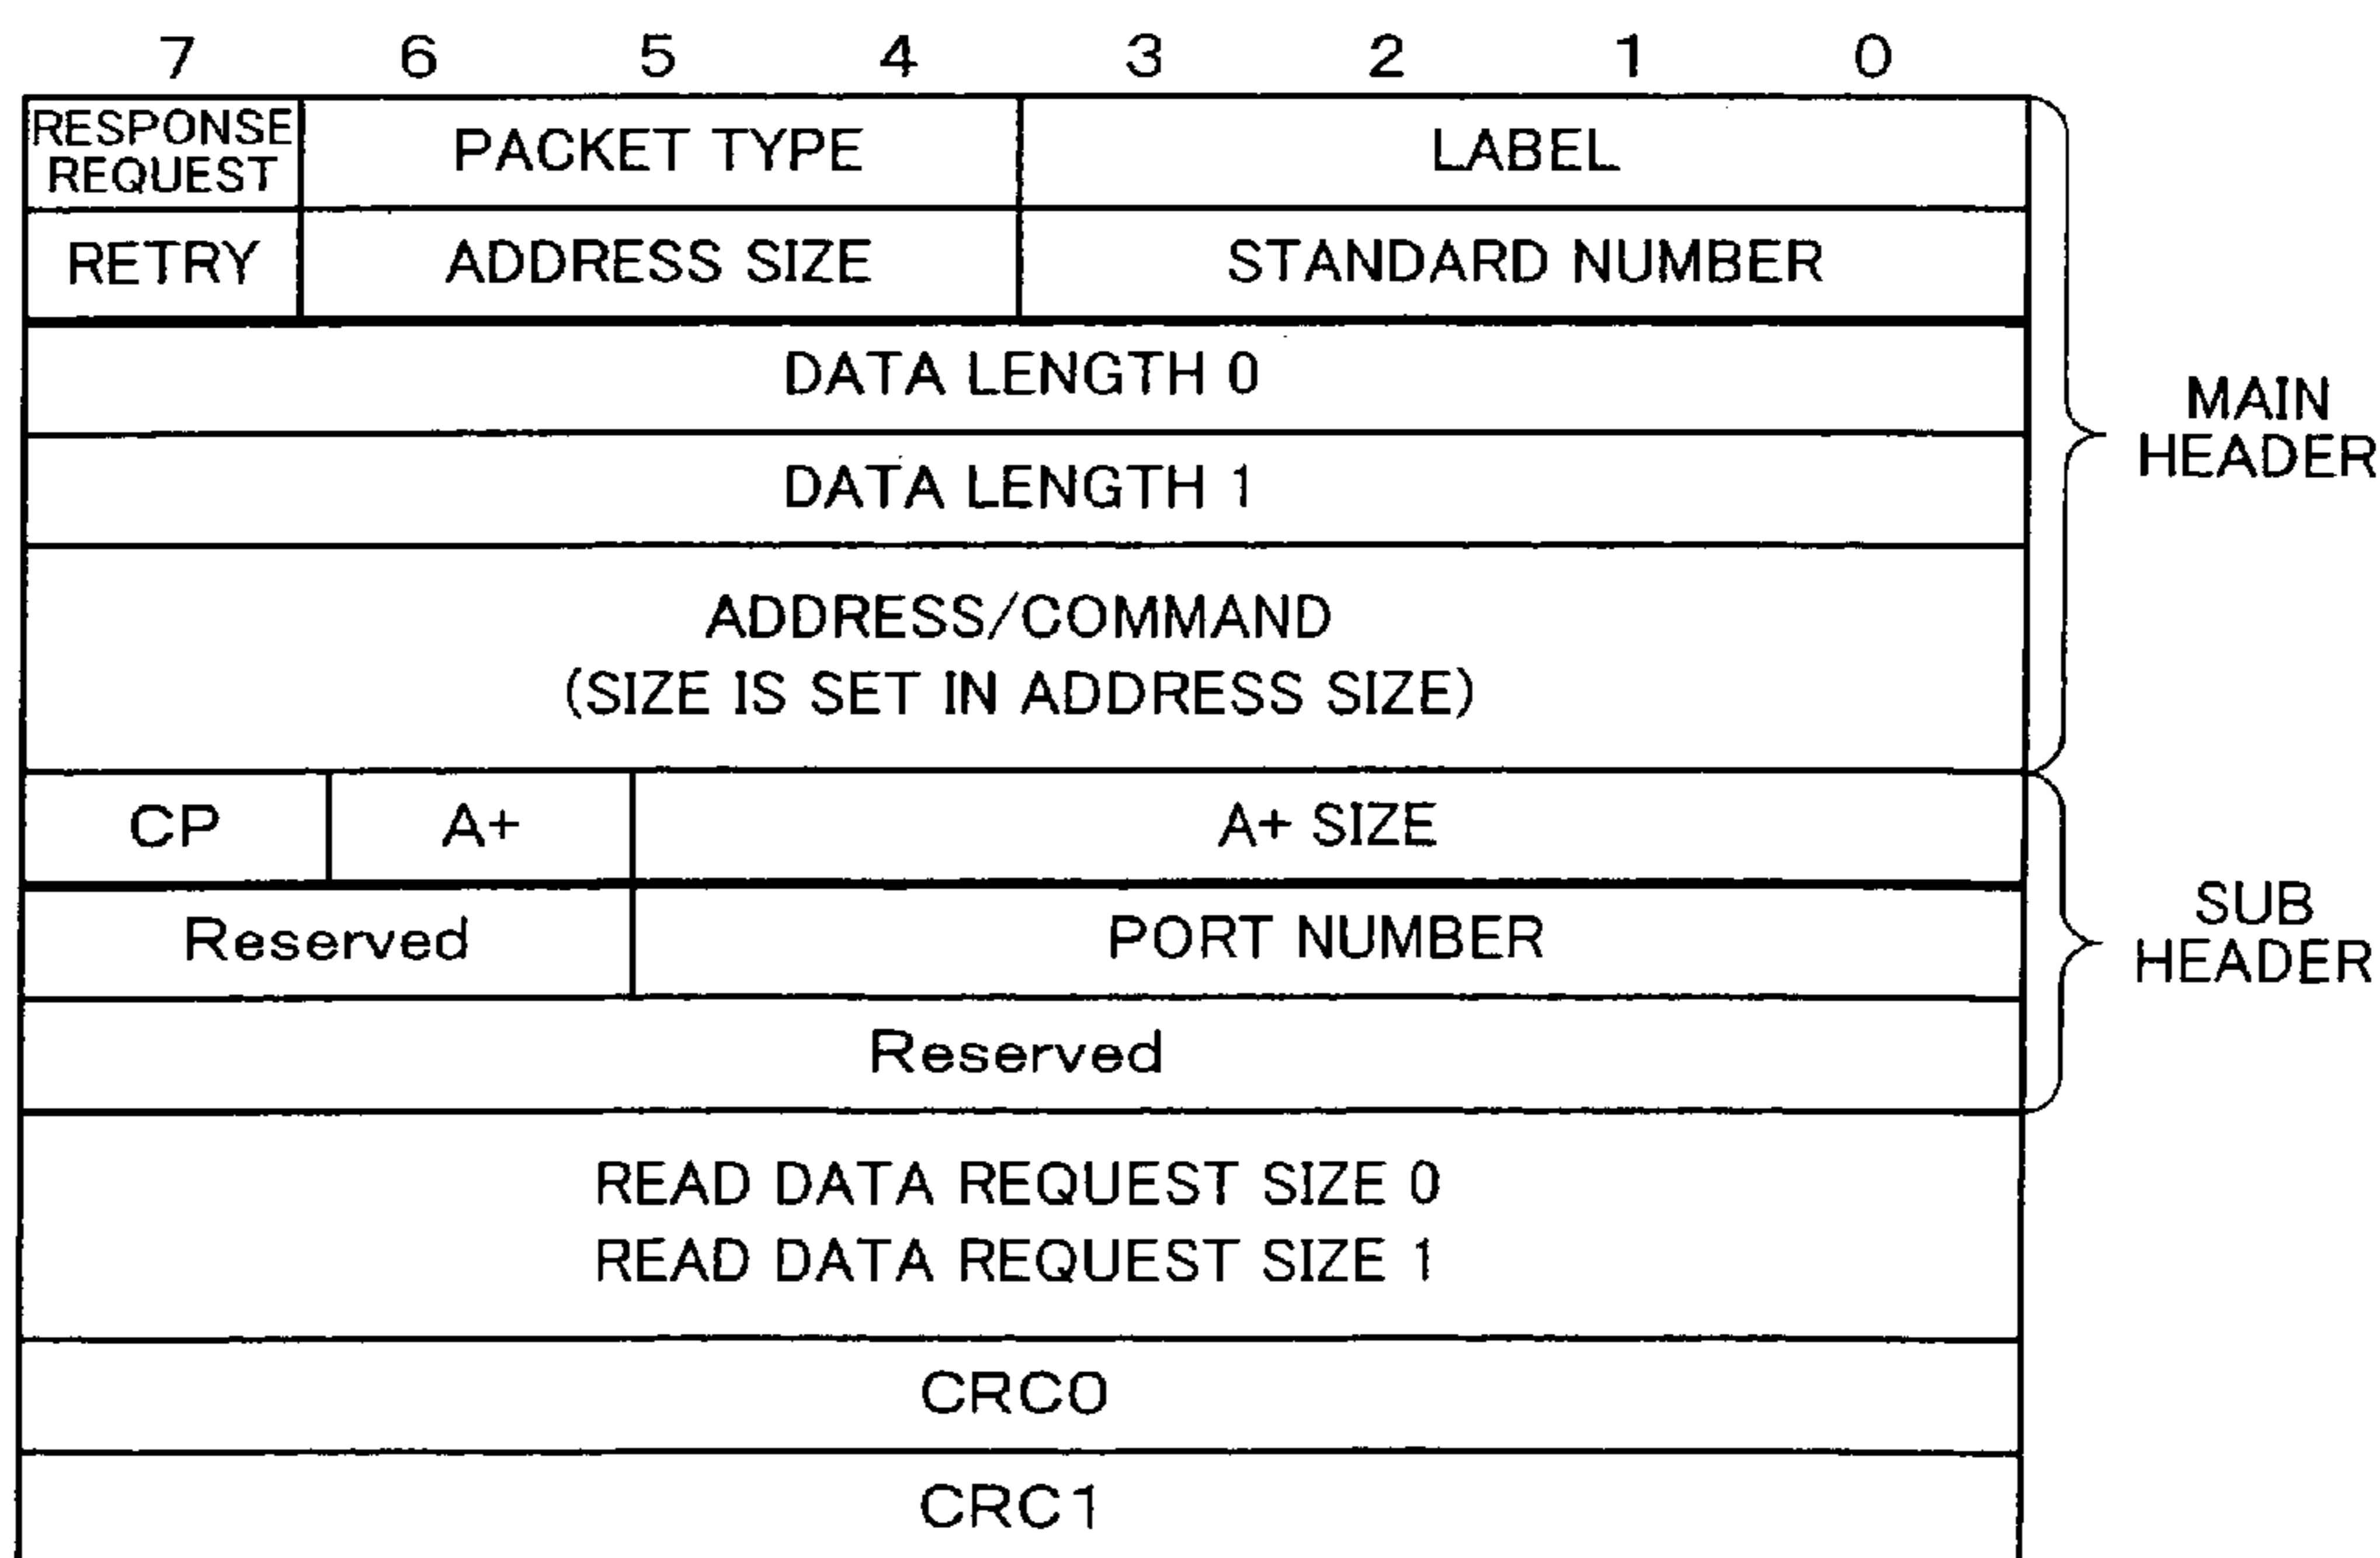 7 6 5 4 3 2 1 0
RESPONSE
REQUEST
PACKET TYPE
LABEL
RETRY
ADDRESS SIZE
STANDARD NUMBER
DATA LENGTH 0
DATA LENGTH 1
ADDRESS/COMMAND
(SIZE IS SET IN ADDRESS SIZE)
MAIN
HEADER
CP
A+
A+ SIZE
Reserved
PORT NUMBER
Reserved
SUB
HEADER
READ DATA REQUEST SIZE 0
READ DATA REQUEST SIZE 1
CRC0
CRC1